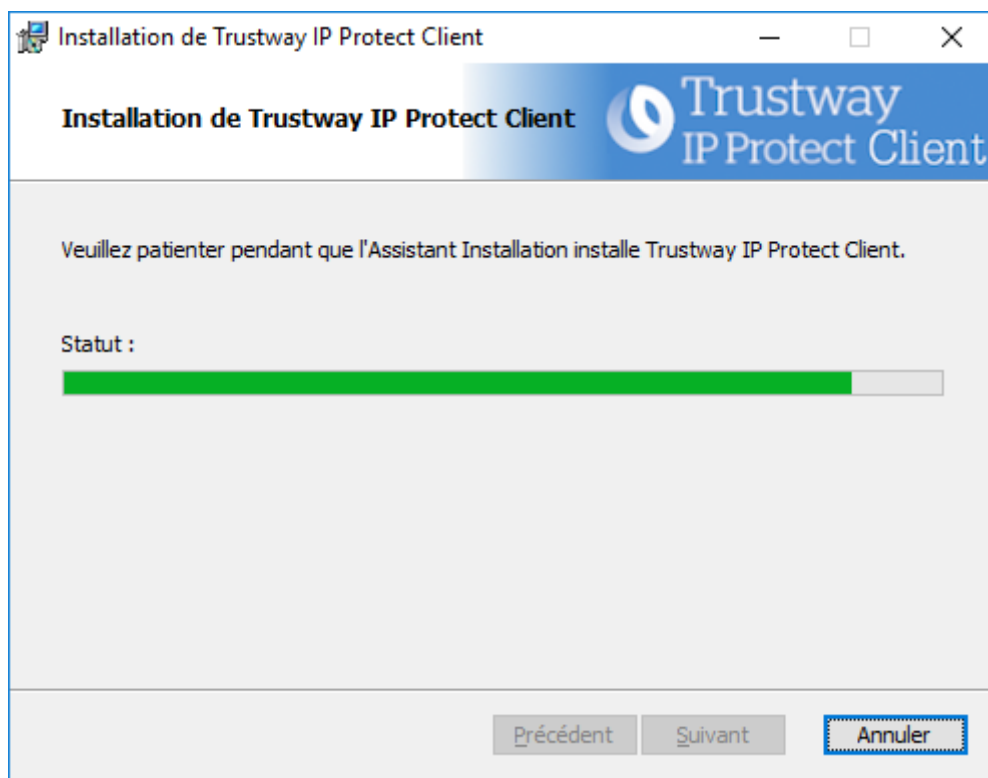 Installation de Trustway IP Protect Client
Installation de Trustway IP Protect Client
Trustway
IP Protect Client
Veuillez patienter pendant que l'Assistant Installation installe Trustway IP Protect Client.
Statut :
Précédent
Suivant
Annuler